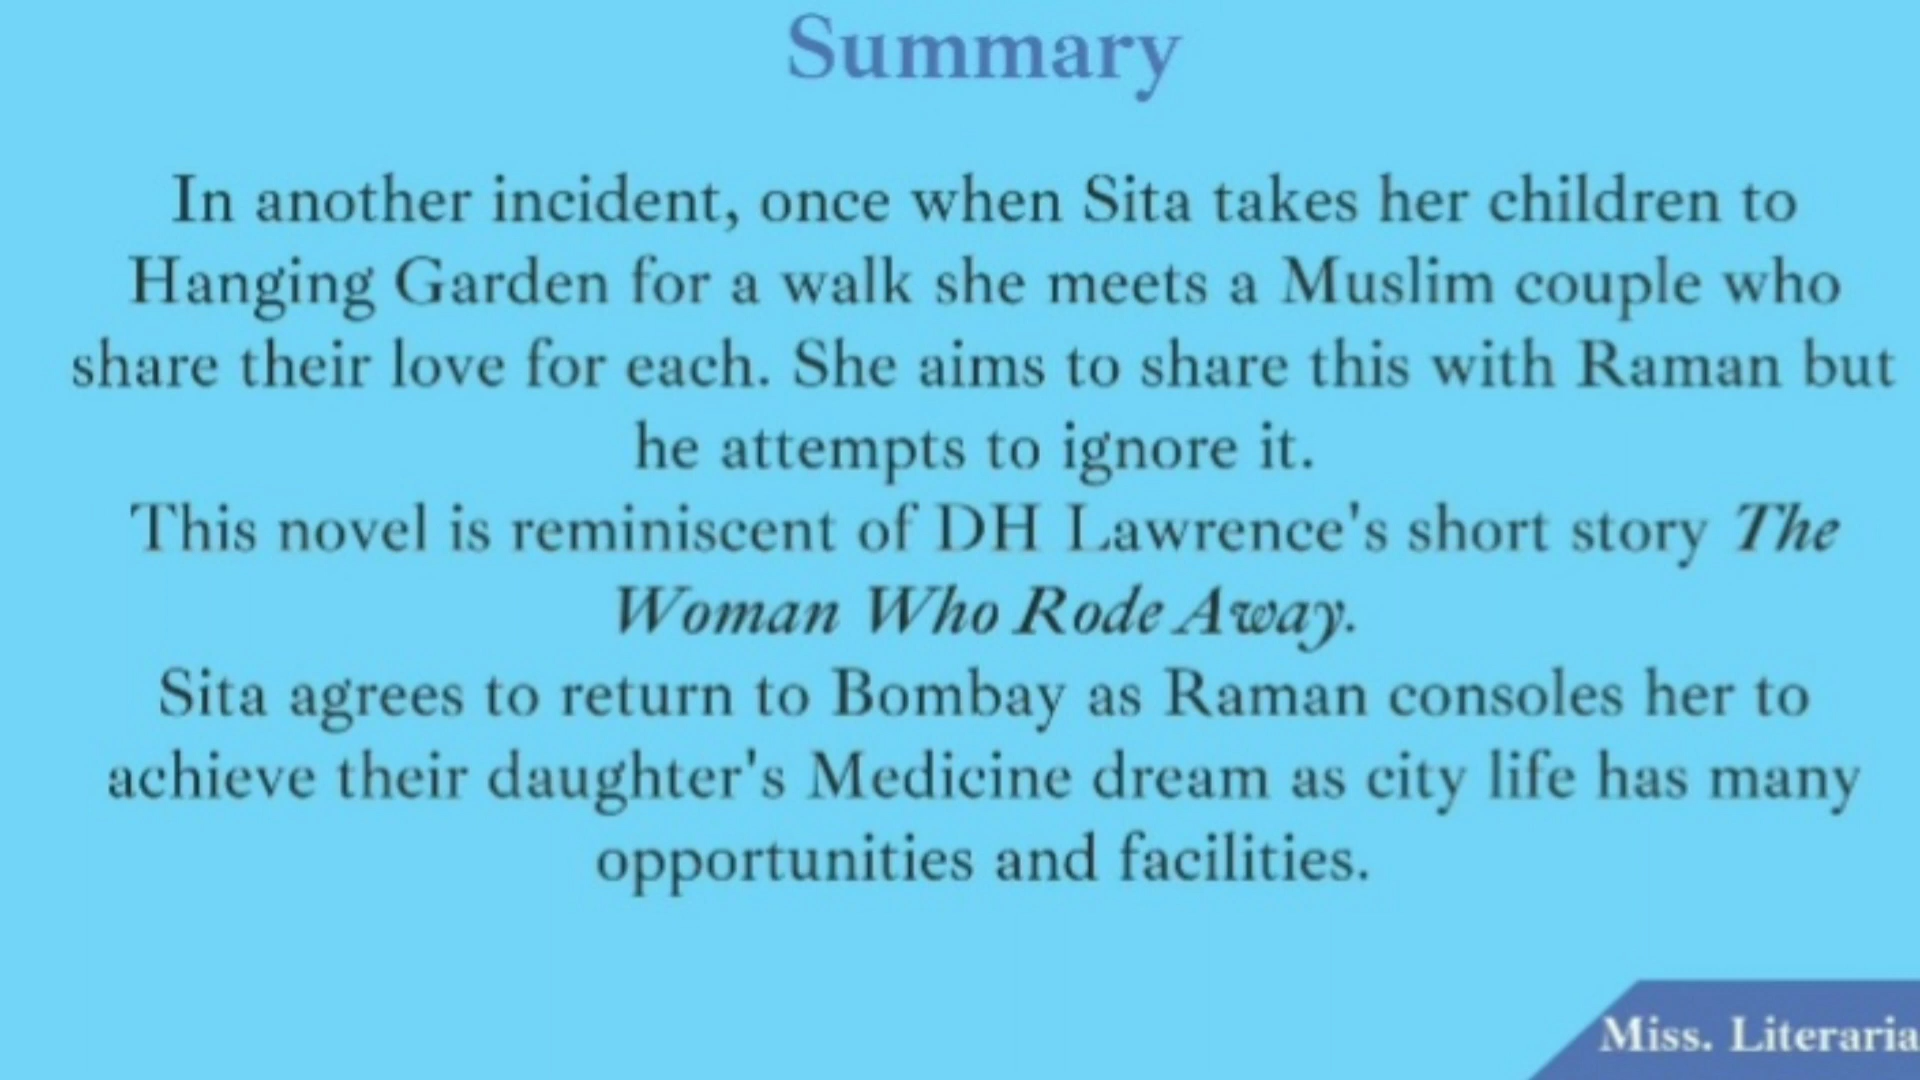 Summary
In another incident, once when Sita takes her children to
Hanging Garden for a walk she meets a Muslim couple who
share their love for each. She aims to share this with Raman but
he attempts to ignore it.
This novel is reminiscent of DH Lawrence's short story The
Woman Who Rode Away.
Sita agrees to return to Bombay as Raman consoles her to
achieve their daughter's Medicine dream as city life has many
opportunities and facilities.
Miss. Literaria